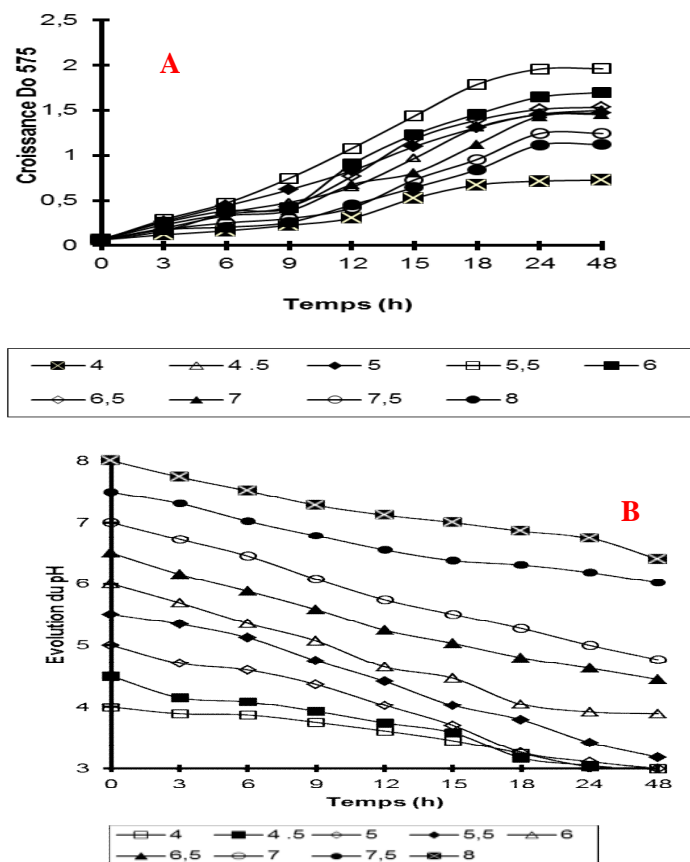 2,5
A
2
1,5
1
0,5
0
Croissance Do 575
0 3 6 9 12 15 18 24 48
Temps (h)
4 4 .5 5 5,5 6
6,5 7 7,5 8
8
B
7
6
5
4
3
Evolution du pH
0 3 6 9 12 15 18 24 48
Temps (h)
4 4 .5 5 5,5 6
6,5 7 7,5 8